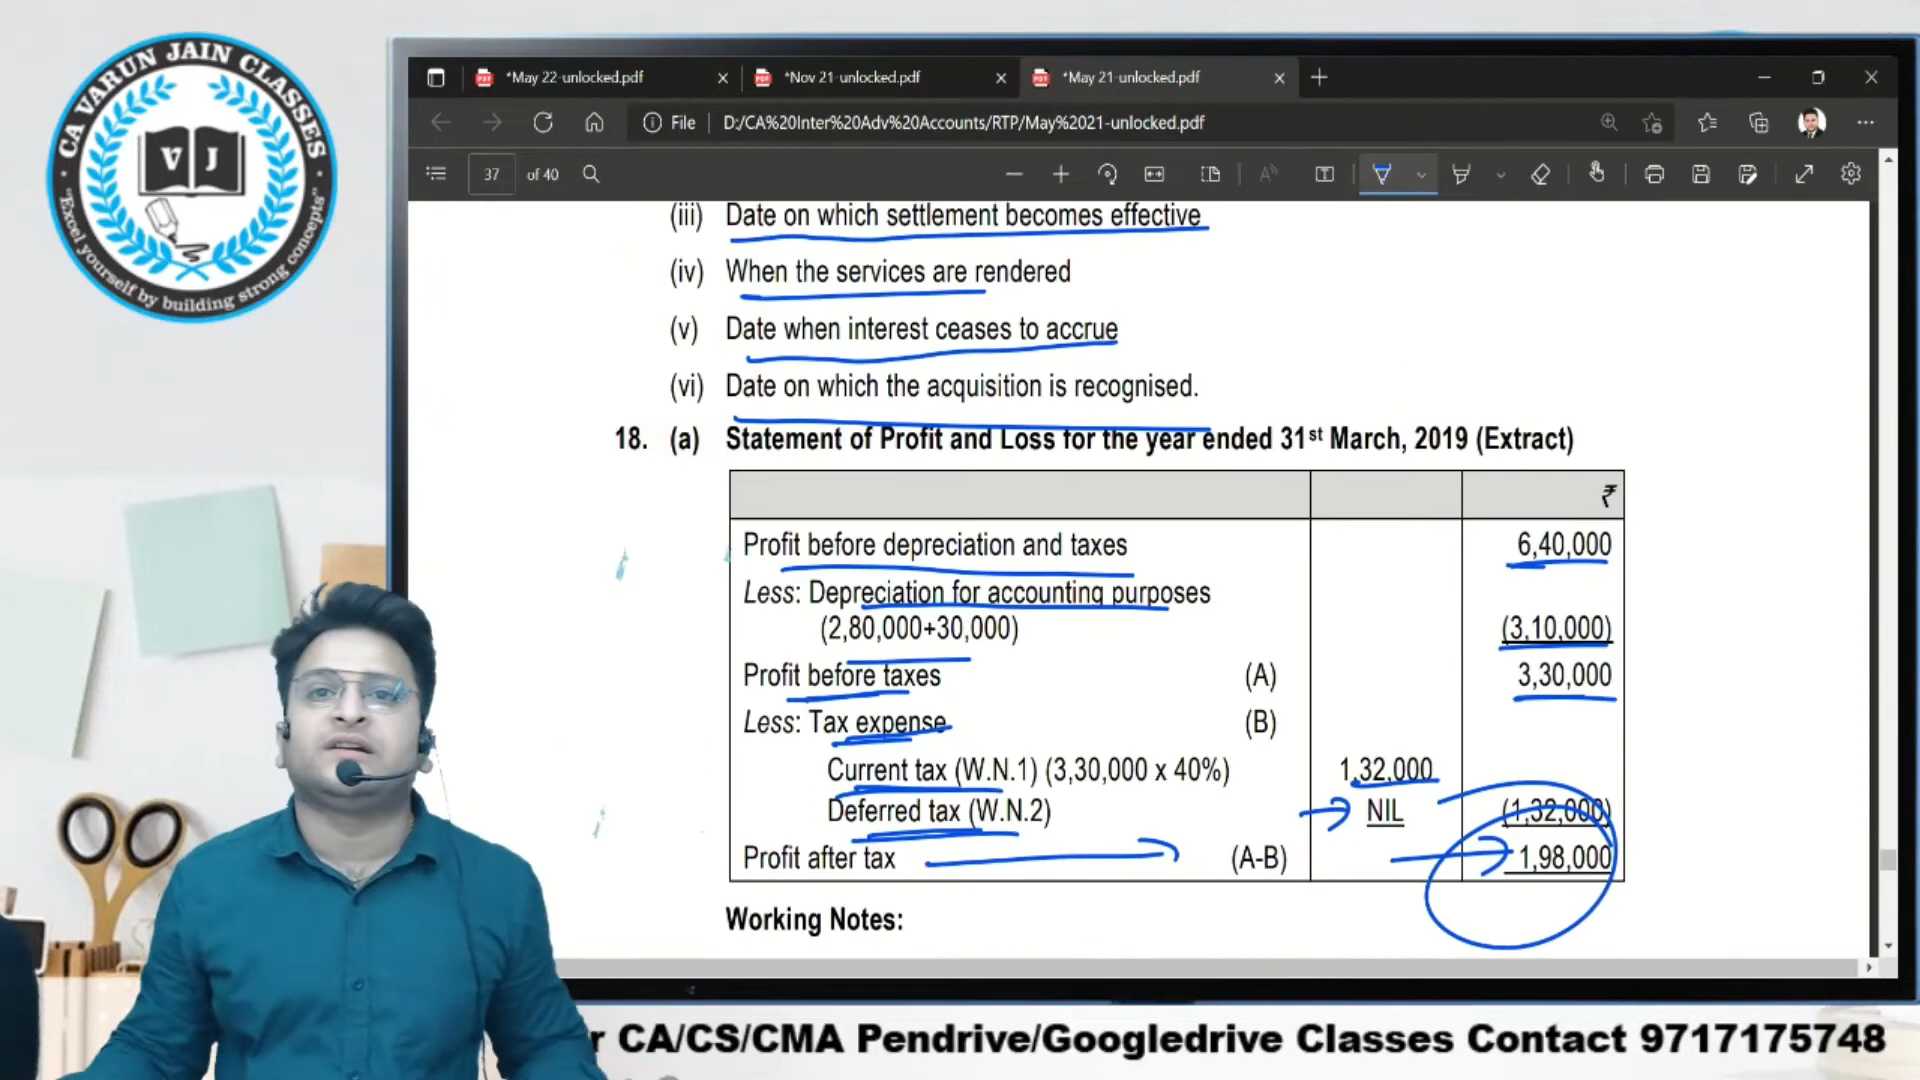 CA VARUN JAIN CLASSES
V J
"Excel yourself by building strong concepts"
*May 22-unlocked.pdf
*Nov 21-unlocked.pdf
*May 21-unlocked.pdf
File
D:/CA%20Inter%20Adv%20Accounts/RTP/May%2021-unlocked.pdf
37 of 40
(iii) Date on which settlement becomes effective
(iv) When the services are rendered
(v) Date when interest ceases to accrue
(vi) Date on which the acquisition is recognised.
18. (a) Statement of Profit and Loss for the year ended 31st March, 2019 (Extract)
₹
Profit before depreciation and taxes 6,40,000
Less: Depreciation for accounting purposes
(2,80,000+30,000) (3,10,000)
Profit before taxes (A) 3,30,000
Less: Tax expense (B)
Current tax (W.N.1) (3,30,000 x 40%) 1,32,000
Deferred tax (W.N.2) NIL (1,32,000)
Profit after tax (A-B) 1,98,000
Working Notes:
r CA/CS/CMA Pendrive/Googledrive Classes Contact 9717175748